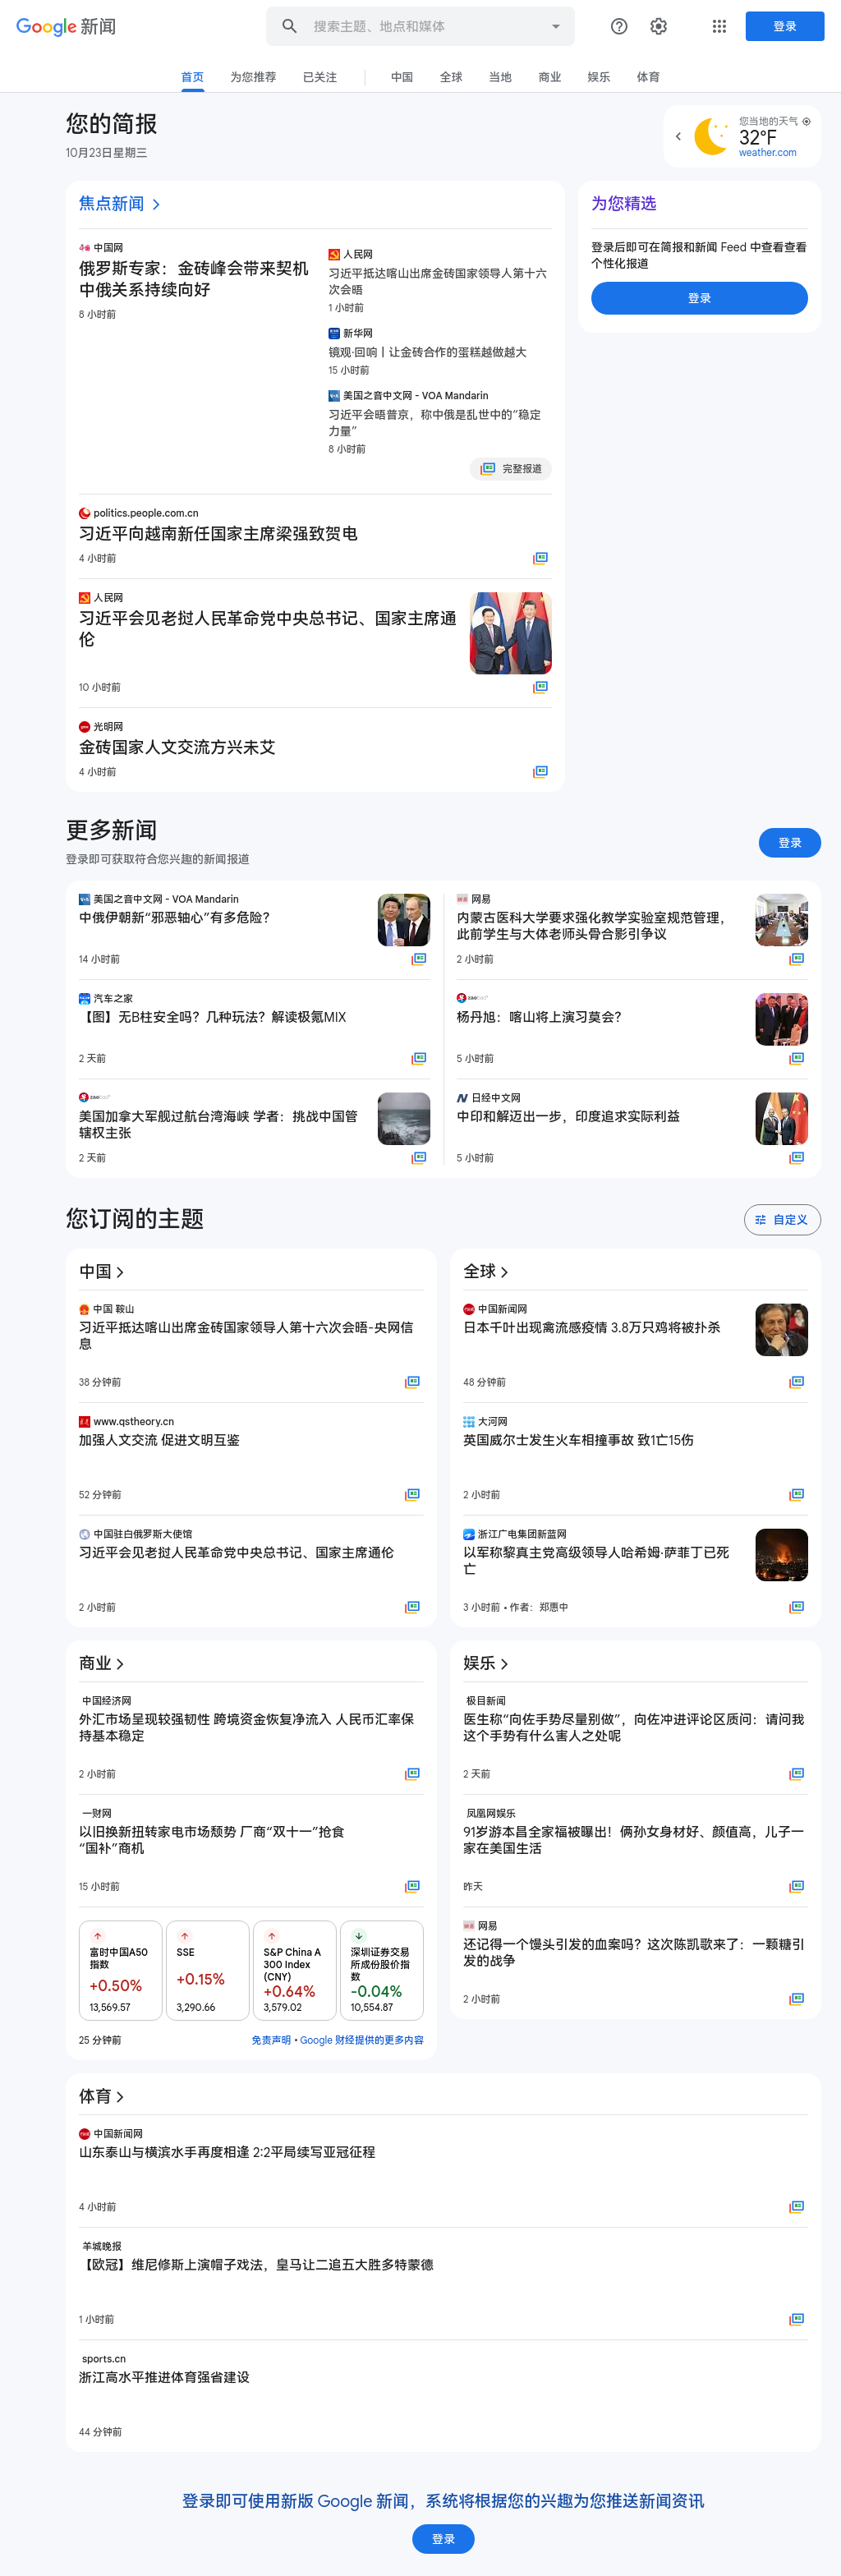 Google 新闻
搜索主题、地点和媒体
登录
首页
为您推荐
已关注
中国
全球
当地
商业
娱乐
体育
您的简报
10月23日星期三
您当地的天气
32°F
weather.com
焦点新闻
中国网
俄罗斯专家：金砖峰会带来契机
中俄关系持续向好
8 小时前
人民网
习近平抵达喀山出席金砖国家领导人第十六
次会晤
1 小时前
新华网
镜观·回响丨让金砖合作的蛋糕越做越大
15 小时前
美国之音中文网 - VOA Mandarin
习近平会晤普京，称中俄是乱世中的“稳定
力量”
8 小时前
完整报道
politics.people.com.cn
习近平向越南新任国家主席梁强致贺电
4 小时前
人民网
习近平会见老挝人民革命党中央总书记、国家主席通
伦
10 小时前
光明网
金砖国家人文交流方兴未艾
4 小时前
为您精选
登录后即可在简报和新闻 Feed 中查看查看
个性化报道
登录
更多新闻
登录即可获取符合您兴趣的新闻报道
登录
美国之音中文网 - VOA Mandarin
中俄伊朝新“邪恶轴心”有多危险？
14 小时前
汽车之家
【图】无B柱安全吗？几种玩法？解读极氪MIX
2 天前
美国加拿大军舰过航台湾海峡 学者：挑战中国管
辖权主张
2 天前
网易
内蒙古医科大学要求强化教学实验室规范管理，
此前学生与大体老师头骨合影引争议
2 小时前
杨丹旭：喀山将上演习莫会？
5 小时前
日经中文网
中印和解迈出一步，印度追求实际利益
5 小时前
您订阅的主题
自定义
中国
中国 鞍山
习近平抵达喀山出席金砖国家领导人第十六次会晤-央网信
息
38 分钟前
www.qstheory.cn
加强人文交流 促进文明互鉴
52 分钟前
中国驻白俄罗斯大使馆
习近平会见老挝人民革命党中央总书记、国家主席通伦
2 小时前
全球
中国新闻网
日本千叶出现禽流感疫情 3.8万只鸡将被扑杀
48 分钟前
大河网
英国威尔士发生火车相撞事故 致1亡15伤
2 小时前
浙江广电集团新蓝网
以军称黎真主党高级领导人哈希姆·萨菲丁已死
亡
3 小时前 • 作者：郑惠中
商业
中国经济网
外汇市场呈现较强韧性 跨境资金恢复净流入 人民币汇率保
持基本稳定
2 小时前
一财网
以旧换新扭转家电市场颓势 厂商“双十一”抢食
“国补”商机
15 小时前
富时中国A50
指数
+0.50%
13,569.57
SSE
+0.15%
3,290.66
S&P China A
300 Index
(CNY)
+0.64%
3,579.02
深圳证券交易
所成份股价指
数
-0.04%
10,554.87
25 分钟前
免责声明 • Google 财经提供的更多内容
娱乐
极目新闻
医生称“向佐手势尽量别做”，向佐冲进评论区质问：请问我
这个手势有什么害人之处呢
2 天前
凤凰网娱乐
91岁游本昌全家福被曝出！俩孙女身材好、颜值高，儿子一
家在美国生活
昨天
网易
还记得一个馒头引发的血案吗？这次陈凯歌来了：一颗糖引
发的战争
2 小时前
体育
中国新闻网
山东泰山与横滨水手再度相逢 2:2平局续写亚冠征程
4 小时前
羊城晚报
【欧冠】维尼修斯上演帽子戏法，皇马让二追五大胜多特蒙德
1 小时前
sports.cn
浙江高水平推进体育强省建设
44 分钟前
登录即可使用新版 Google 新闻，系统将根据您的兴趣为您推送新闻资讯
登录